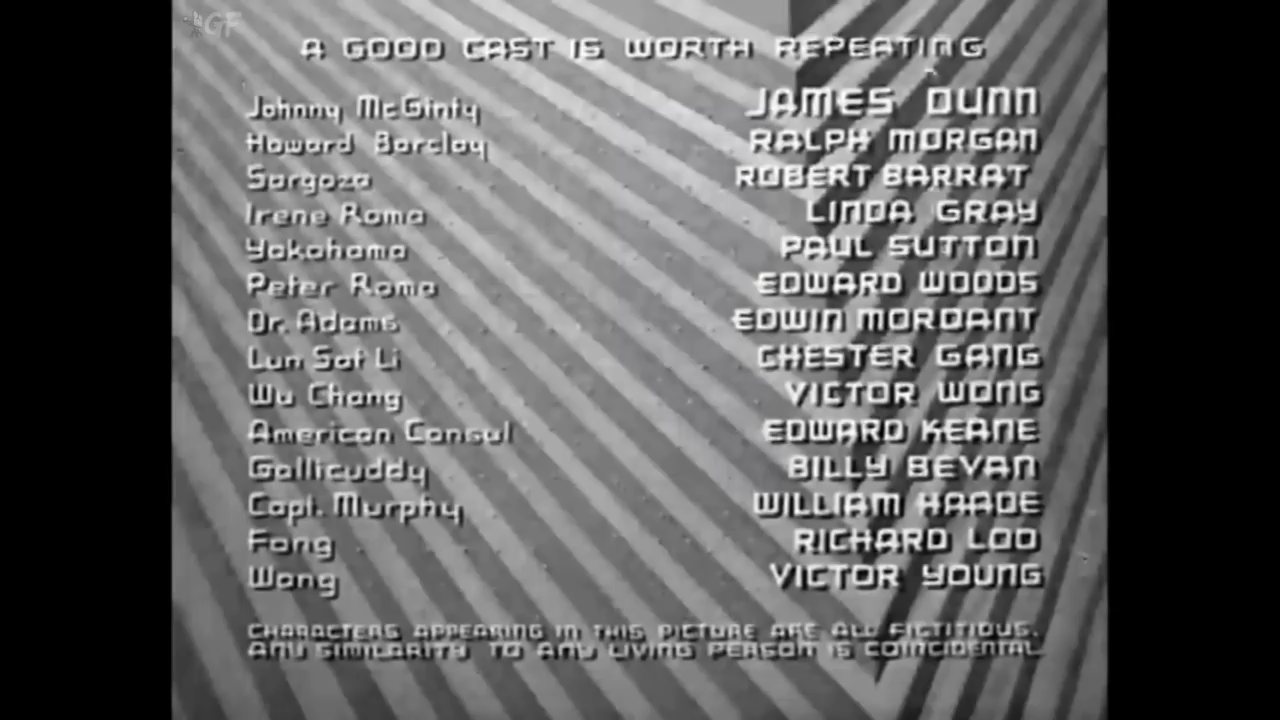 GF
A GOOD CAST IS WORTH REPEATING
Johnny McGinty JAMES DUNN
Howard Barclay RALPH MORGAN
Sargoza ROBERT BARRAT
Irene Roma LINDA GRAY
Yokohama PAUL SUTTON
Peter Roma EDWARD WOODS
Dr. Adams EDWIN MORDANT
Lun Sat Li CHESTER GANG
Wu Chang VICTOR WONG
American Consul EDWARD KEANE
Gallicuddy BILLY BEVAN
Capt. Murphy WILLIAM HAADE
Fong RICHARD LOO
Wong VICTOR YOUNG
CHARACTERS APPEARING IN THIS PICTURE ARE ALL FICTITIOUS.
ANY SIMILARITY TO ANY LIVING PERSON IS COINCIDENTAL